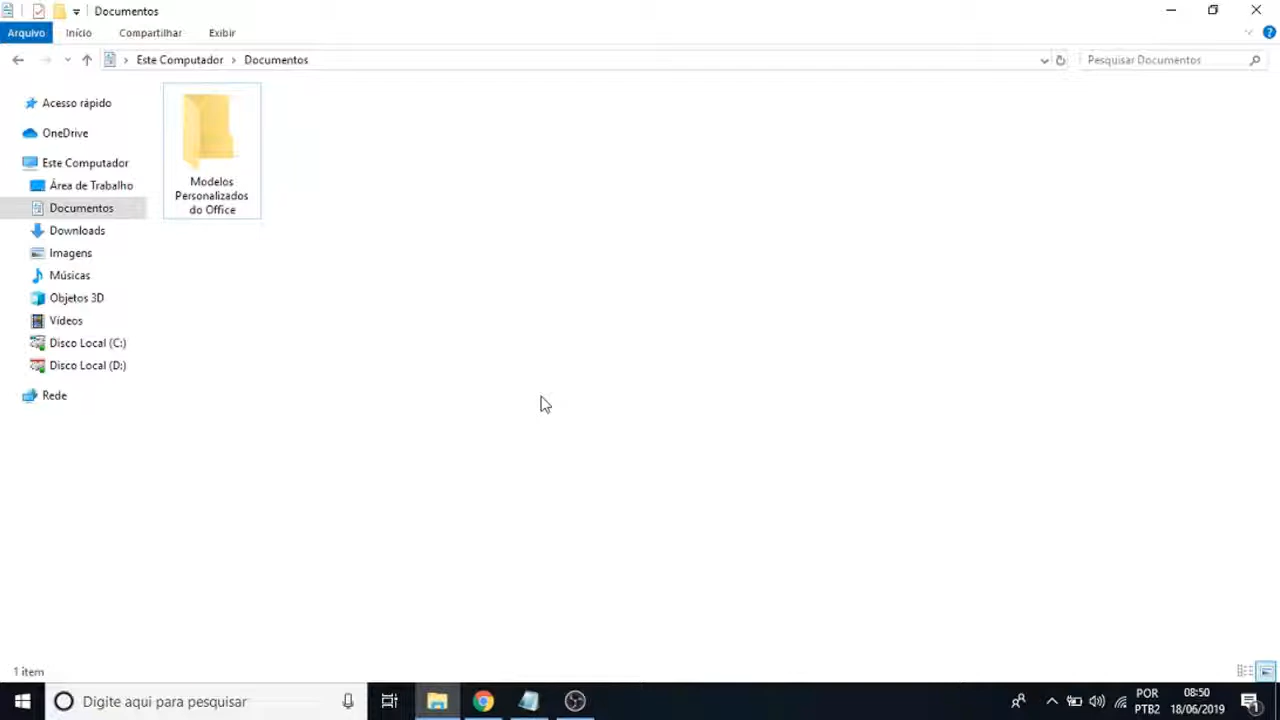 Documentos
Arquivo Início Compartilhar Exibir
Este Computador > Documentos
Pesquisar Documentos
Acesso rápido
OneDrive
Este Computador
Área de Trabalho
Documentos
Downloads
Imagens
Músicas
Objetos 3D
Vídeos
Disco Local (C:)
Disco Local (D:)
Rede
Modelos
Personalizados
do Office
1 item
Digite aqui para pesquisar
POR
PTB2
08:50
18/06/2019
1